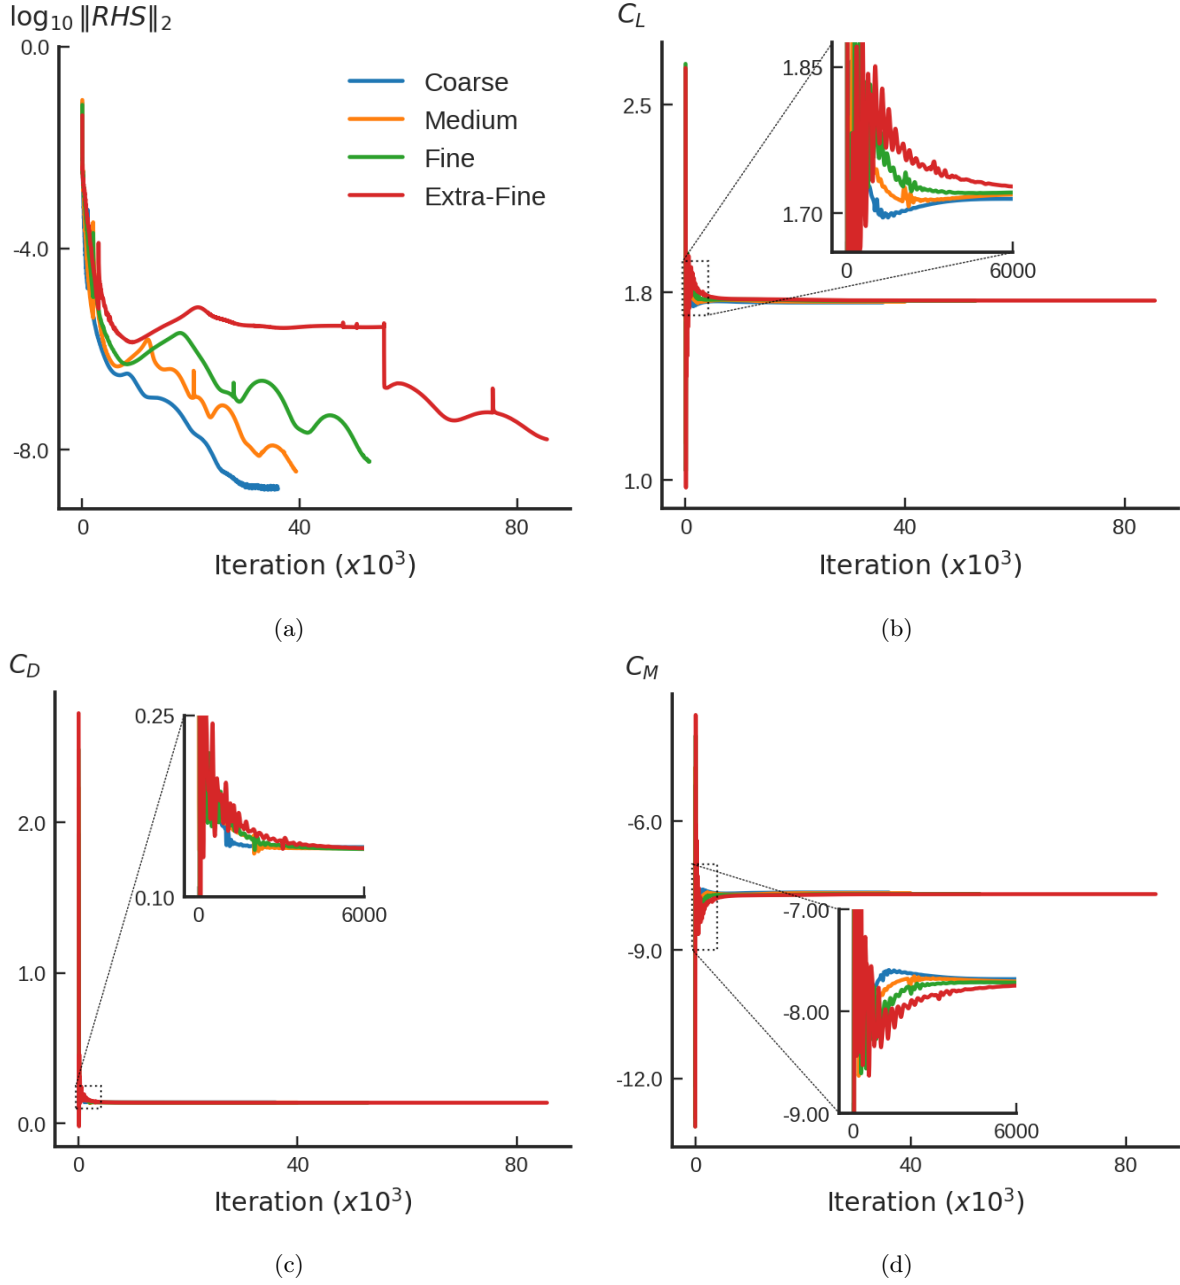 log₁₀ ‖RHS‖₂
0.0
-4.0
-8.0
0
40
80
Iteration (x10³)
Coarse
Medium
Fine
Extra-Fine
(a)
C_L
2.5
1.8
1.0
0
40
80
Iteration (x10³)
1.85
1.70
0
6000
(b)
C_D
2.0
1.0
0.0
0
40
80
Iteration (x10³)
0.25
0.10
0
6000
(c)
C_M
-6.0
-9.0
-12.0
0
40
80
Iteration (x10³)
-7.00
-8.00
-9.00
0
6000
(d)